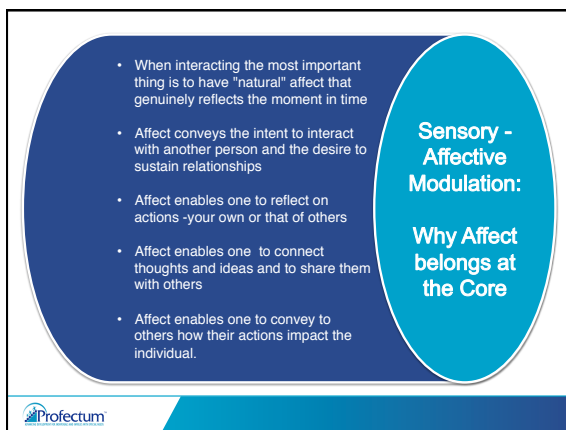 • When interacting the most important
thing is to have "natural" affect that
genuinely reflects the moment in time
• Affect conveys the intent to interact
with another person and the desire to
sustain relationships
• Affect enables one to reflect on
actions -your own or that of others
• Affect enables one  to connect
thoughts and ideas and to share them
with others
• Affect enables one to convey to
others how their actions impact the
individual.
Sensory -
Affective
Modulation:
Why Affect
belongs at
the Core
Profectum™